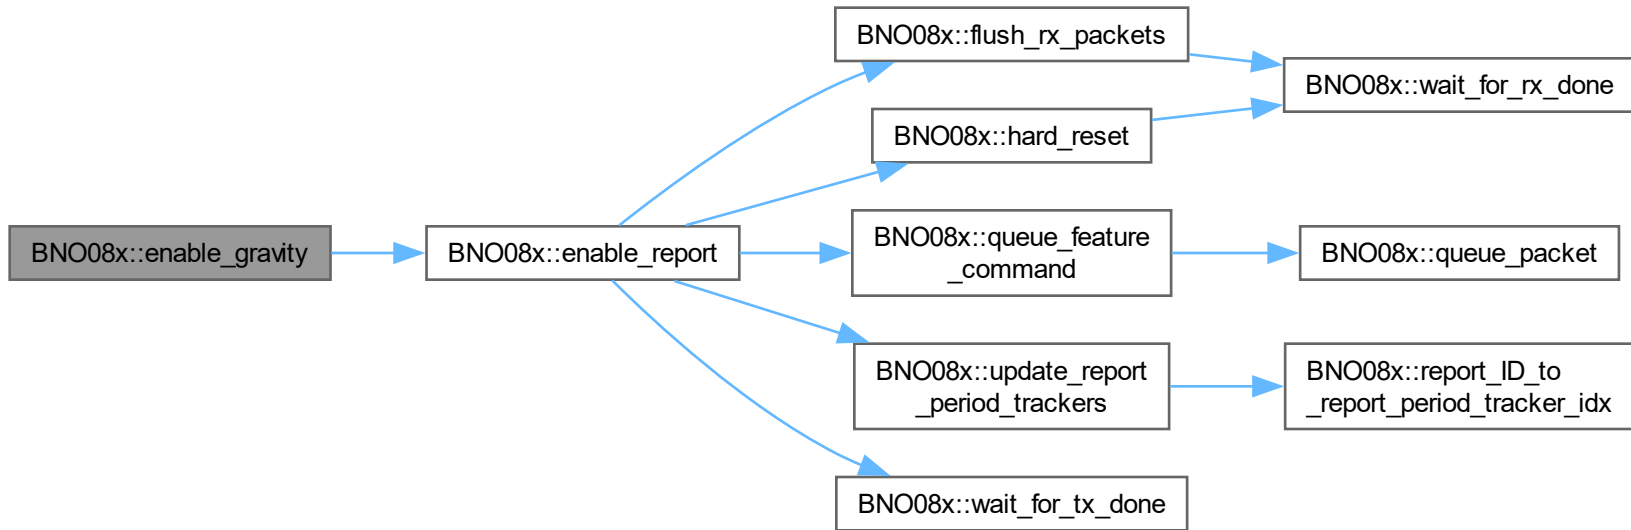 BNO08x::enable_gravity
BNO08x::enable_report
BNO08x::flush_rx_packets
BNO08x::hard_reset
BNO08x::queue_feature
_command
BNO08x::update_report
_period_trackers
BNO08x::wait_for_tx_done
BNO08x::wait_for_rx_done
BNO08x::queue_packet
BNO08x::report_ID_to
_report_period_tracker_idx